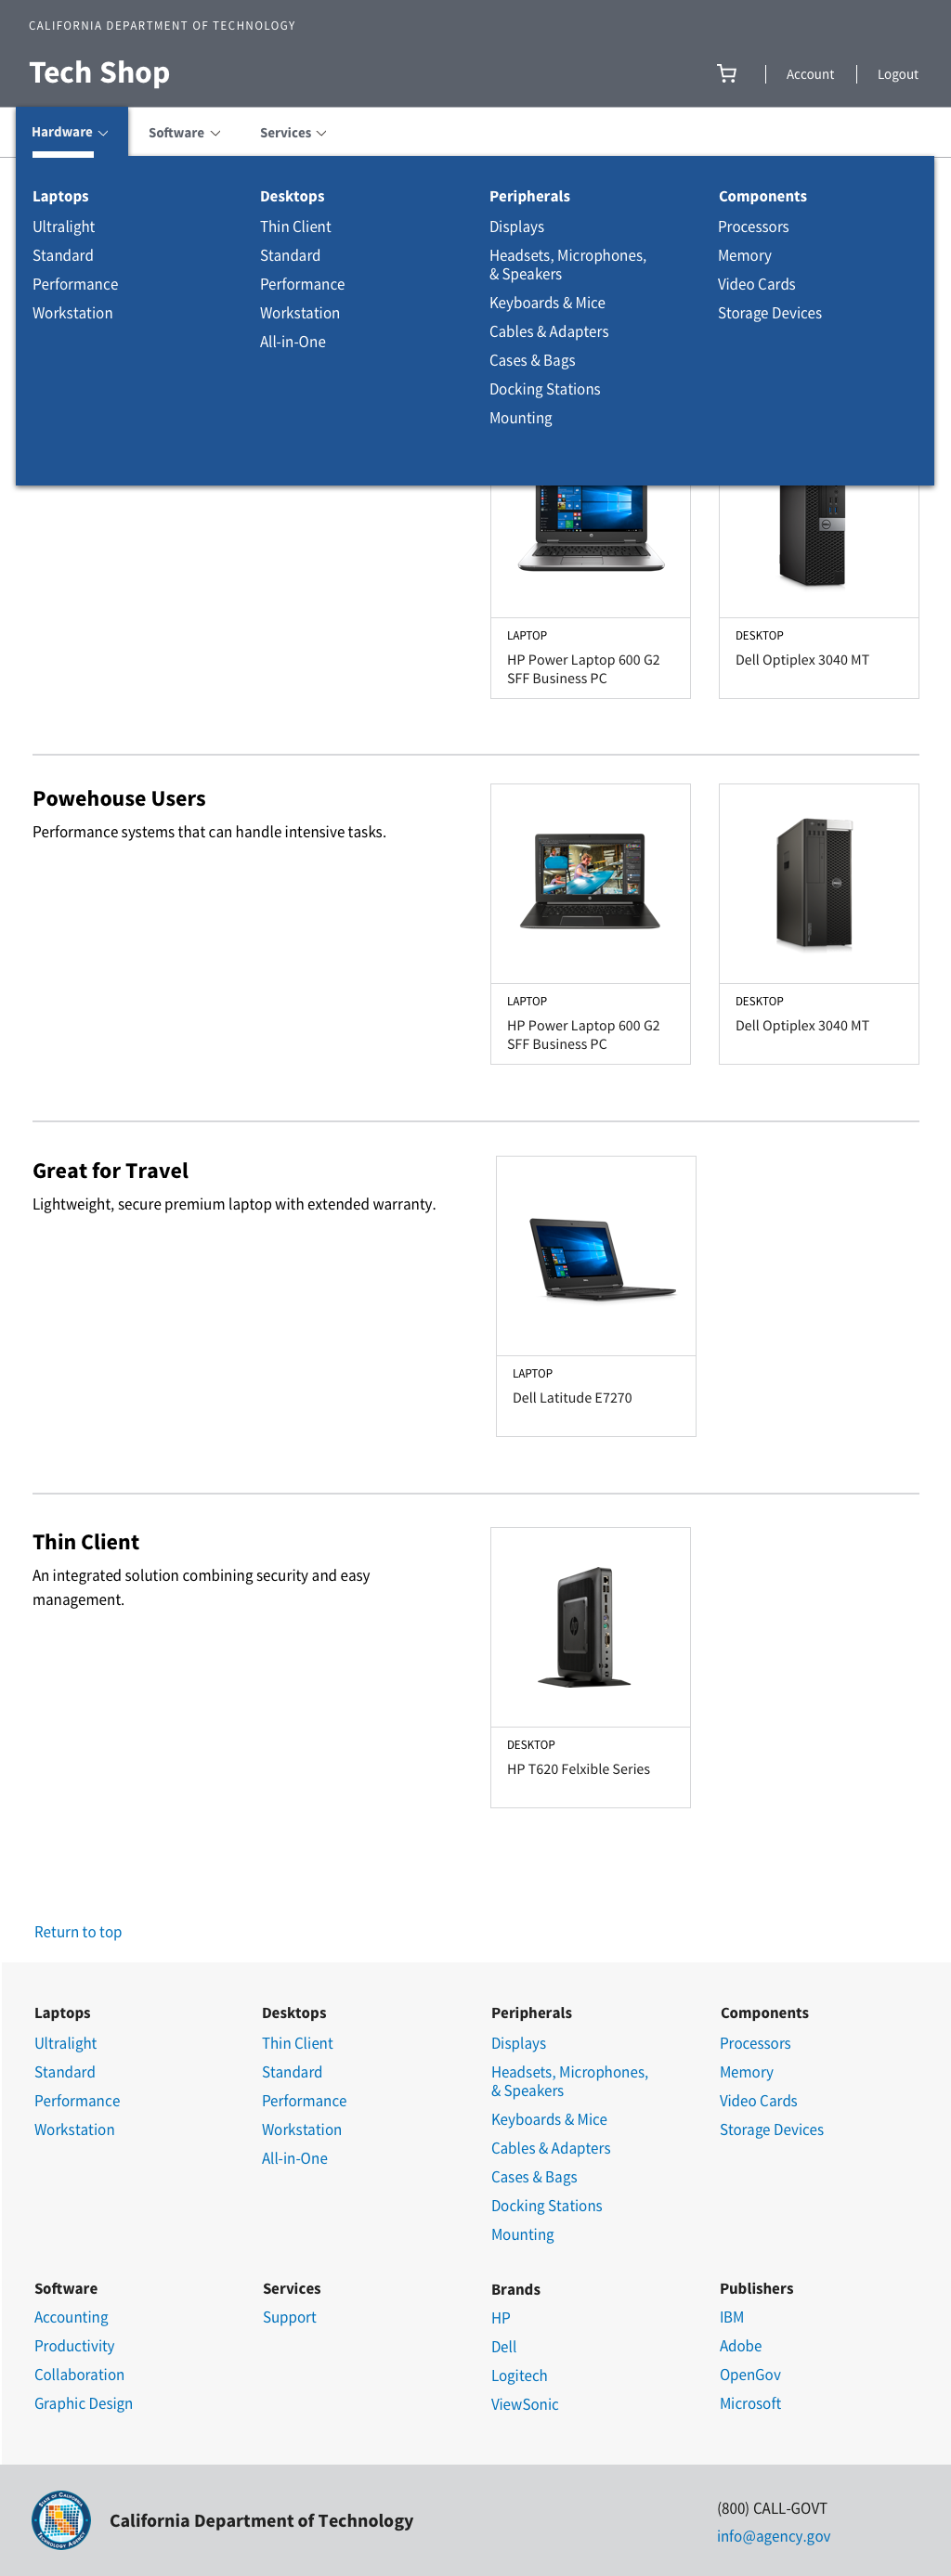 CALIFORNIA DEPARTMENT OF TECHNOLOGY
Tech Shop
Account
Logout
Hardware
Software
Services
Laptops
Ultralight
Standard
Performance
Workstation
Desktops
Thin Client
Standard
Performance
Workstation
All-in-One
Peripherals
Displays
Headsets, Microphones,
& Speakers
Keyboards & Mice
Cables & Adapters
Cases & Bags
Docking Stations
Mounting
Components
Processors
Memory
Video Cards
Storage Devices
LAPTOP
HP Power Laptop 600 G2
SFF Business PC
DESKTOP
Dell Optiplex 3040 MT
Powehouse Users
Performance systems that can handle intensive tasks.
LAPTOP
HP Power Laptop 600 G2
SFF Business PC
DESKTOP
Dell Optiplex 3040 MT
Great for Travel
Lightweight, secure premium laptop with extended warranty.
LAPTOP
Dell Latitude E7270
Thin Client
An integrated solution combining security and easy
management.
DESKTOP
HP T620 Felxible Series
Return to top
Laptops
Ultralight
Standard
Performance
Workstation
Desktops
Thin Client
Standard
Performance
Workstation
All-in-One
Peripherals
Displays
Headsets, Microphones,
& Speakers
Keyboards & Mice
Cables & Adapters
Cases & Bags
Docking Stations
Mounting
Components
Processors
Memory
Video Cards
Storage Devices
Software
Accounting
Productivity
Collaboration
Graphic Design
Services
Support
Brands
HP
Dell
Logitech
ViewSonic
Publishers
IBM
Adobe
OpenGov
Microsoft
STATE OF CALIFORNIA
TECHNOLOGY AGENCY
California Department of Technology
(800) CALL-GOVT
info@agency.gov